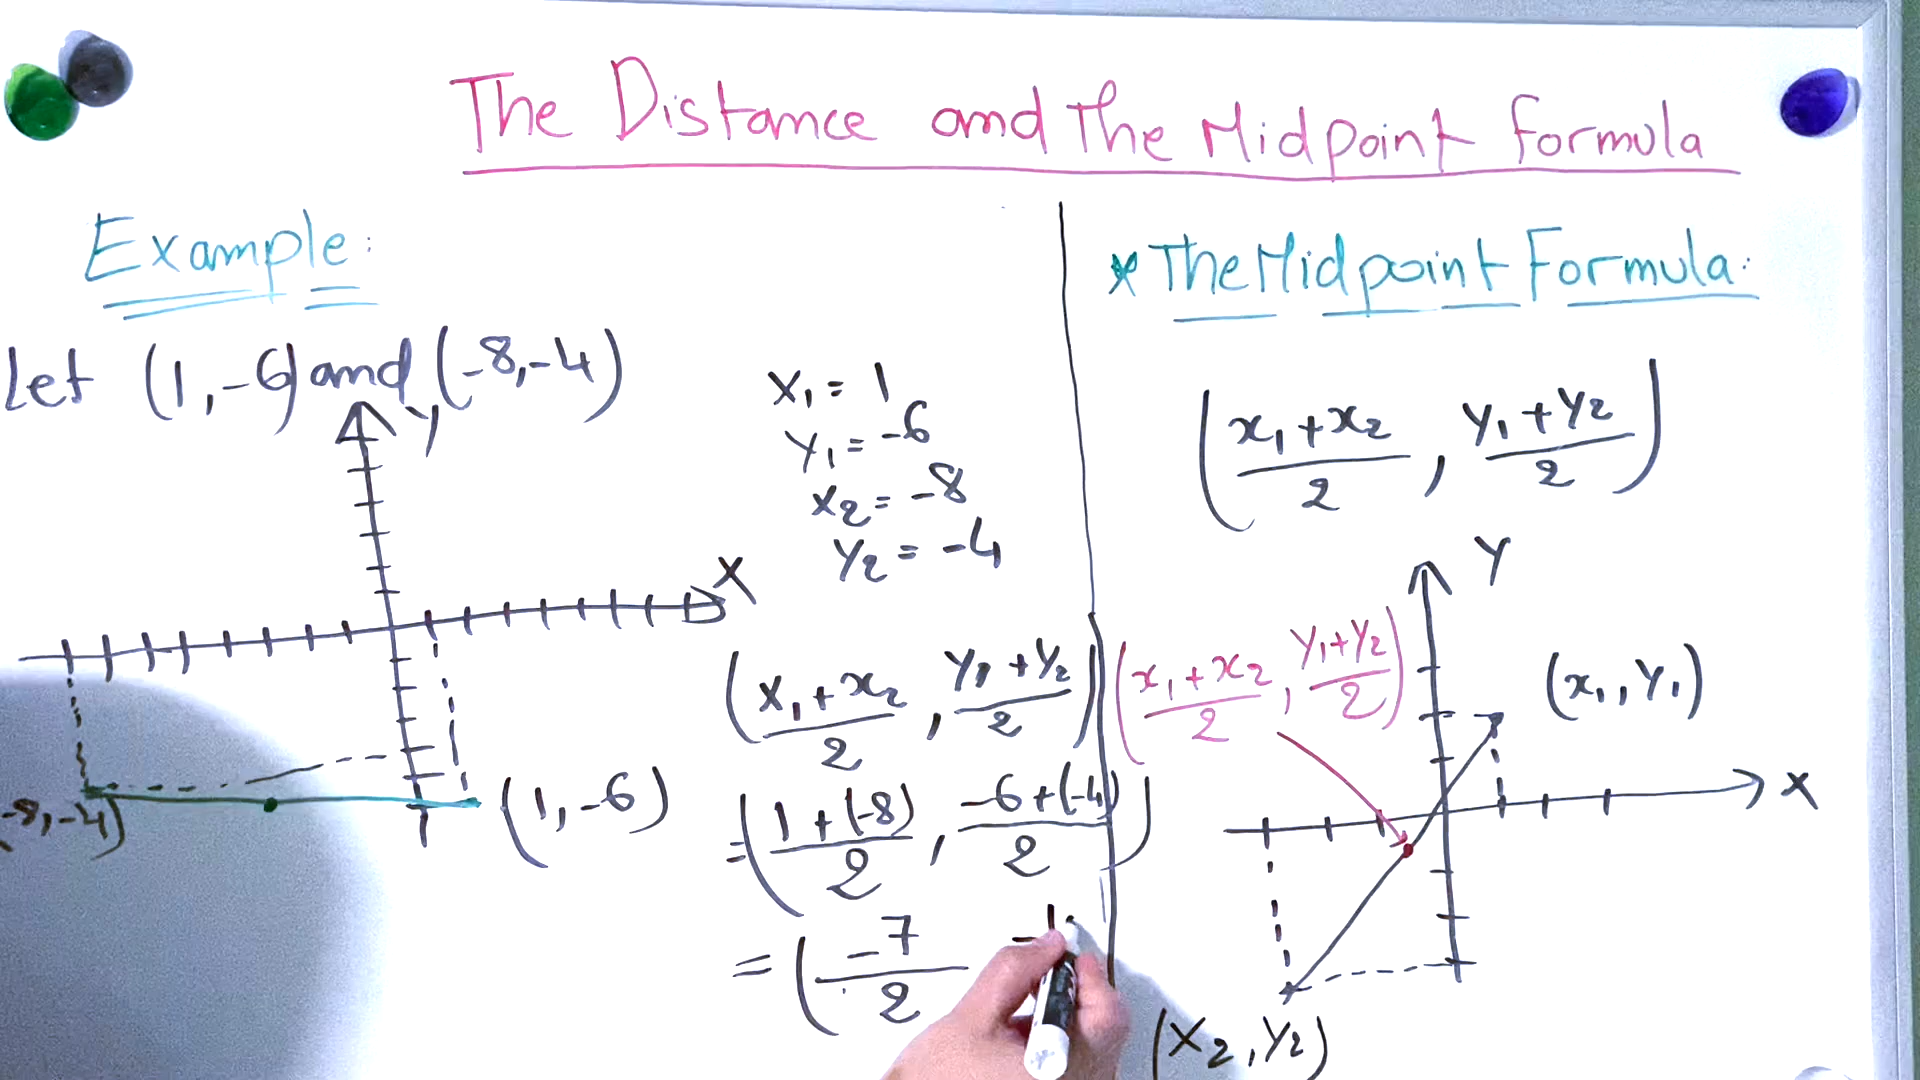 The Distance and The Midpoint Formula
Example:
Let (1,-6) and (-8,-4)
Y
X
(-8,-4)
(1,-6)
X₁ = 1
Y₁ = -6
X₂ = -8
Y₂ = -4
(X₁+x₂/2, Y₁+Y₂/2)
=(1+(-8)/2, -6+(-4)/2)
=(-7/2
* The Midpoint Formula:
(x₁+x₂/2, Y₁+Y₂/2)
Y
(x₁+x₂/2, Y₁+Y₂/2)
(x₁,Y₁)
X
(X₂,Y₂)